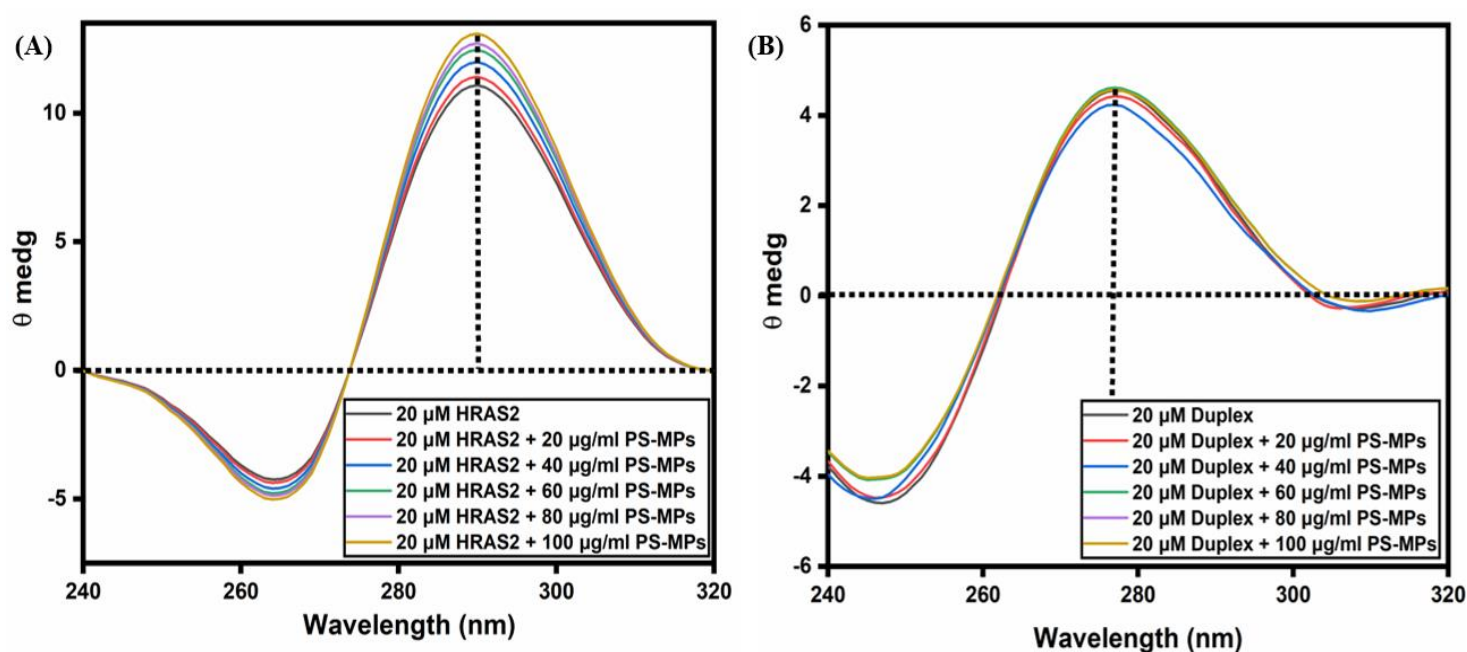 (A)
θ medg
10
5
0
-5
240
260
280
300
320
Wavelength (nm)
20 µM HRAS2
20 µM HRAS2 + 20 µg/ml PS-MPs
20 µM HRAS2 + 40 µg/ml PS-MPs
20 µM HRAS2 + 60 µg/ml PS-MPs
20 µM HRAS2 + 80 µg/ml PS-MPs
20 µM HRAS2 + 100 µg/ml PS-MPs
(B)
θ medg
6
4
2
0
-2
-4
-6
240
260
280
300
320
Wavelength (nm)
20 µM Duplex
20 µM Duplex + 20 µg/ml PS-MPs
20 µM Duplex + 40 µg/ml PS-MPs
20 µM Duplex + 60 µg/ml PS-MPs
20 µM Duplex + 80 µg/ml PS-MPs
20 µM Duplex + 100 µg/ml PS-MPs